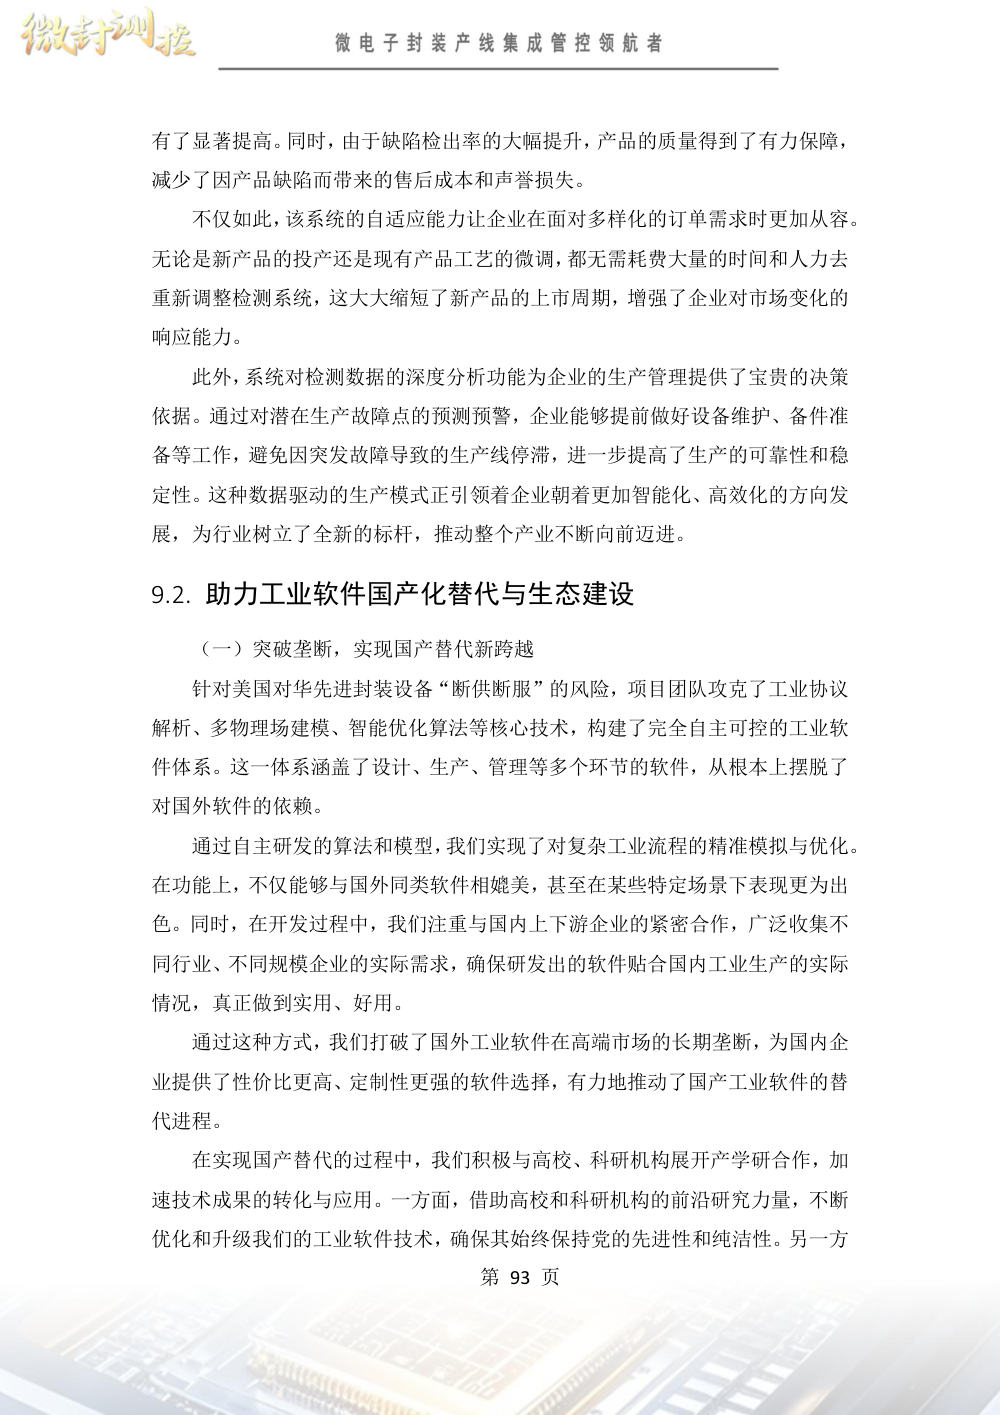 微封测控
微电子封装产线集成管控领航者
有了显著提高。同时，由于缺陷检出率的大幅提升，产品的质量得到了有力保障，
减少了因产品缺陷而带来的售后成本和声誉损失。
不仅如此，该系统的自适应能力让企业在面对多样化的订单需求时更加从容。
无论是新产品的投产还是现有产品工艺的微调，都无需耗费大量的时间和人力去
重新调整检测系统，这大大缩短了新产品的上市周期，增强了企业对市场变化的
响应能力。
此外，系统对检测数据的深度分析功能为企业的生产管理提供了宝贵的决策
依据。通过对潜在生产故障点的预测预警，企业能够提前做好设备维护、备件准
备等工作，避免因突发故障导致的生产线停滞，进一步提高了生产的可靠性和稳
定性。这种数据驱动的生产模式正引领着企业朝着更加智能化、高效化的方向发
展，为行业树立了全新的标杆，推动整个产业不断向前迈进。
9.2. 助力工业软件国产化替代与生态建设
（一）突破垄断，实现国产替代新跨越
针对美国对华先进封装设备“断供断服”的风险，项目团队攻克了工业协议
解析、多物理场建模、智能优化算法等核心技术，构建了完全自主可控的工业软
件体系。这一体系涵盖了设计、生产、管理等多个环节的软件，从根本上摆脱了
对国外软件的依赖。
通过自主研发的算法和模型，我们实现了对复杂工业流程的精准模拟与优化。
在功能上，不仅能够与国外同类软件相媲美，甚至在某些特定场景下表现更为出
色。同时，在开发过程中，我们注重与国内上下游企业的紧密合作，广泛收集不
同行业、不同规模企业的实际需求，确保研发出的软件贴合国内工业生产的实际
情况，真正做到实用、好用。
通过这种方式，我们打破了国外工业软件在高端市场的长期垄断，为国内企
业提供了性价比更高、定制性更强的软件选择，有力地推动了国产工业软件的替
代进程。
在实现国产替代的过程中，我们积极与高校、科研机构展开产学研合作，加
速技术成果的转化与应用。一方面，借助高校和科研机构的前沿研究力量，不断
优化和升级我们的工业软件技术，确保其始终保持党的先进性和纯洁性。另一方
第 93 页